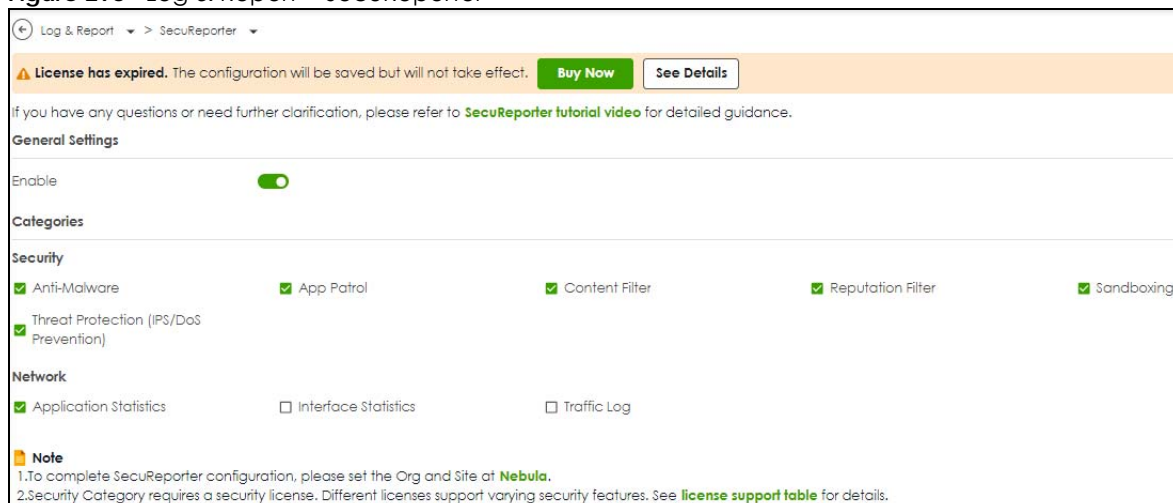 Log & Report > SecuReporter
License has expired. The configuration will be saved but will not take effect. Buy Now See Details
If you have any questions or need further clarification, please refer to SecuReporter tutorial video for detailed guidance.
General Settings
Enable
Categories
Security
Anti-Malware App Patrol Content Filter Reputation Filter Sandboxing
Threat Protection (IPS/DoS
Prevention)
Network
Application Statistics Interface Statistics Traffic Log
Note
1.To complete SecuReporter configuration, please set the Org and Site at Nebula.
2.Security Category requires a security license. Different licenses support varying security features. See license support table for details.